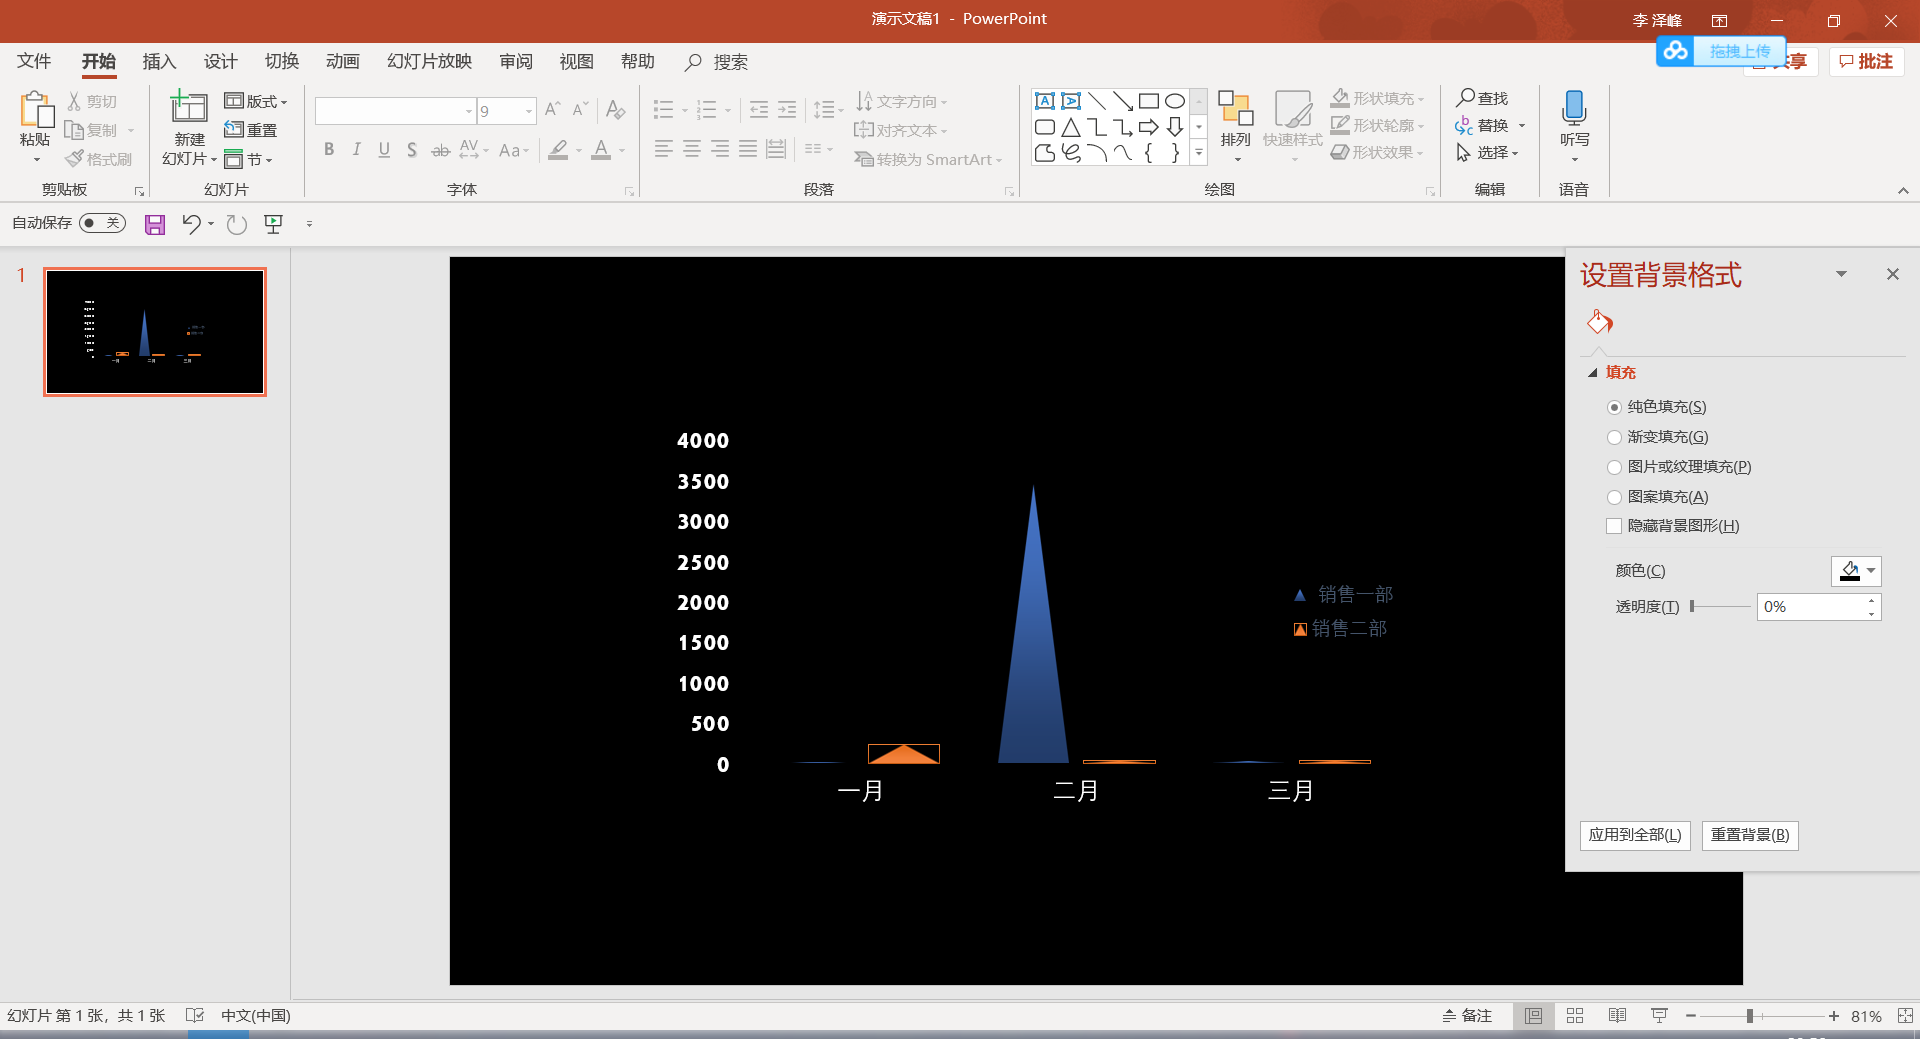 演示文稿1 - PowerPoint
李 泽峰
文件 开始 插入 设计 切换 动画 幻灯片放映 审阅 视图 帮助 搜索
拖拽上传
共享 批注
粘贴
剪切
复制
格式刷
剪贴板
新建
幻灯片
版式
重置
节
幻灯片
9
B I U S ab AV Aa A
字体
文字方向
对齐文本
转换为 SmartArt
段落
排列
快速样式
形状填充
形状轮廓
形状效果
绘图
查找
替换
选择
编辑
听写
语音
自动保存 关
1
4000
3500
3000
2500
2000
1500
1000
500
0
一月 二月 三月
销售一部
销售二部
设置背景格式
填充
纯色填充(S)
渐变填充(G)
图片或纹理填充(P)
图案填充(A)
隐藏背景图形(H)
颜色(C)
透明度(T) 0%
应用到全部(L) 重置背景(B)
幻灯片 第 1 张，共 1 张 中文(中国)
备注 81%